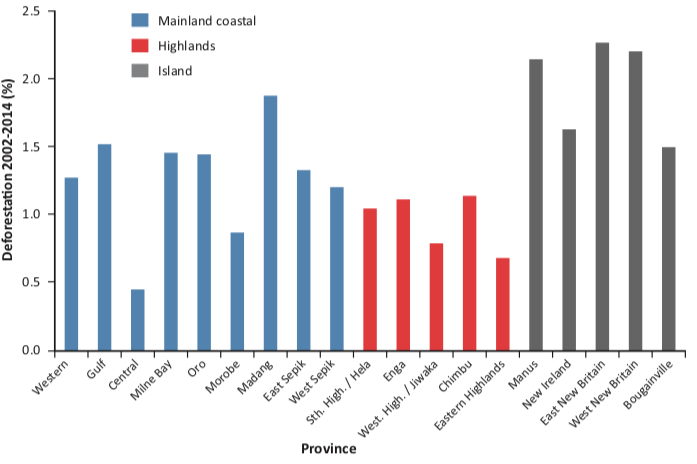 Deforestation 2002-2014 (%)
2.5
2.0
1.5
1.0
0.5
0.0
Mainland coastal
Highlands
Island
Western
Gulf
Central
Milne Bay
Oro
Morobe
Madang
East Sepik
West Sepik
Sth. High. / Hela
Enga
West. High. / Jiwaka
Chimbu
Eastern Highlands
Manus
New Ireland
East New Britain
West New Britain
Bougainville
Province